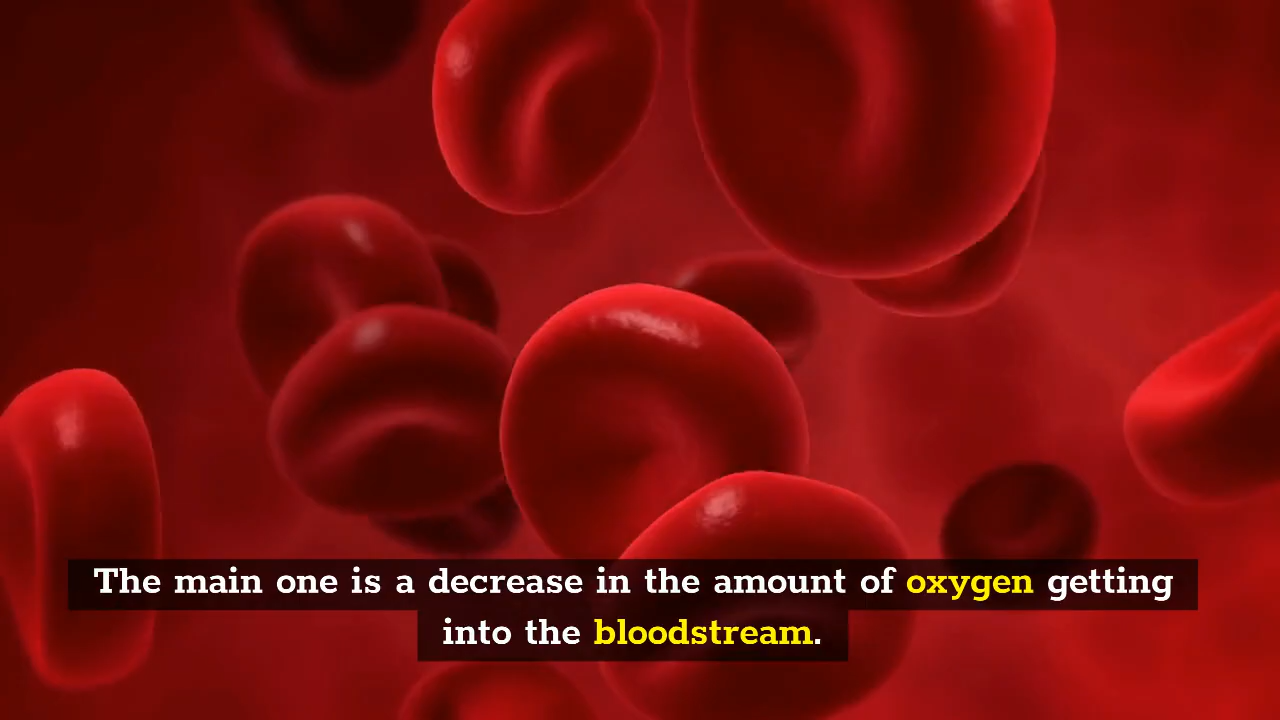 The main one is a decrease in the amount of oxygen getting
into the bloodstream.